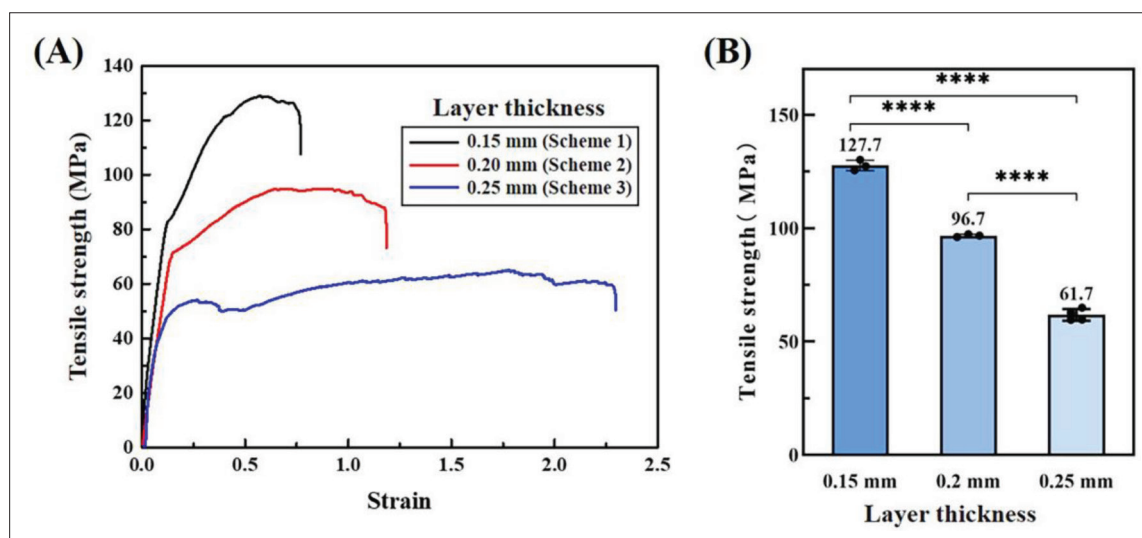 (A)
Tensile strength (MPa)
140
120
100
80
60
40
20
0
0.0
0.5
1.0
1.5
2.0
2.5
Strain
Layer thickness
0.15 mm (Scheme 1)
0.20 mm (Scheme 2)
0.25 mm (Scheme 3)
(B)
Tensile strength( MPa)
150
100
50
0
****
****
****
127.7
96.7
61.7
0.15 mm
0.2 mm
0.25 mm
Layer thickness